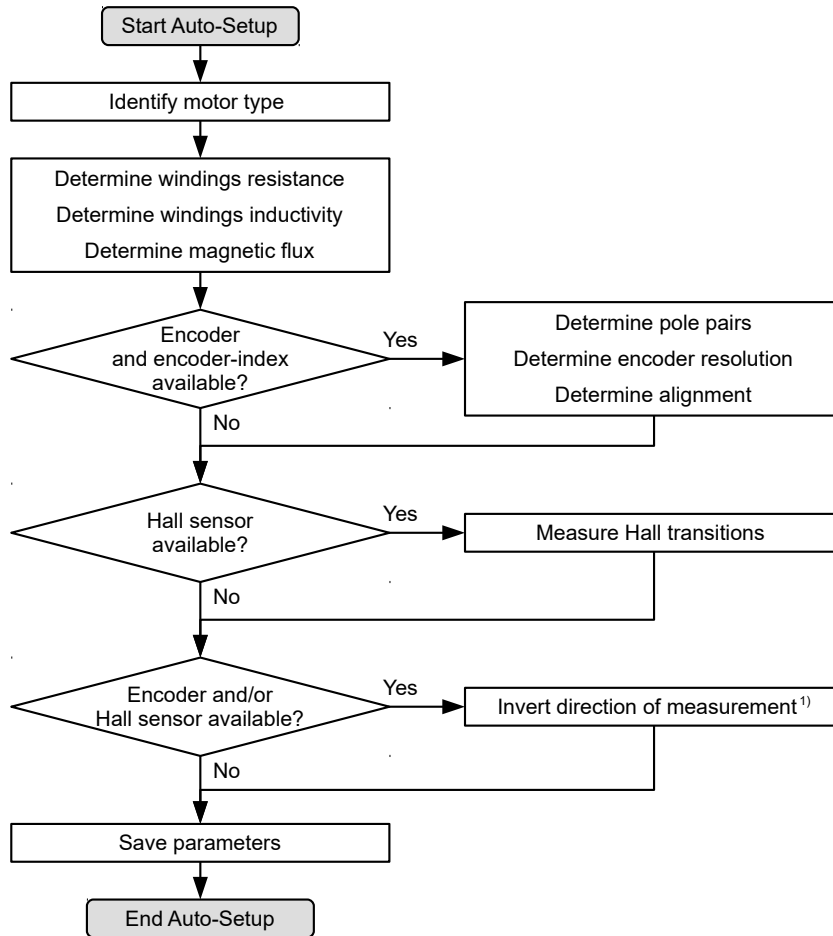 Start Auto-Setup
Identify motor type
Determine windings resistance
Determine windings inductivity
Determine magnetic flux
Encoder
and encoder-index
available?
Yes
Determine pole pairs
Determine encoder resolution
Determine alignment
No
Hall sensor
available?
Yes
Measure Hall transitions
No
Encoder and/or
Hall sensor available?
Yes
Invert direction of measurement 1)
No
Save parameters
End Auto-Setup